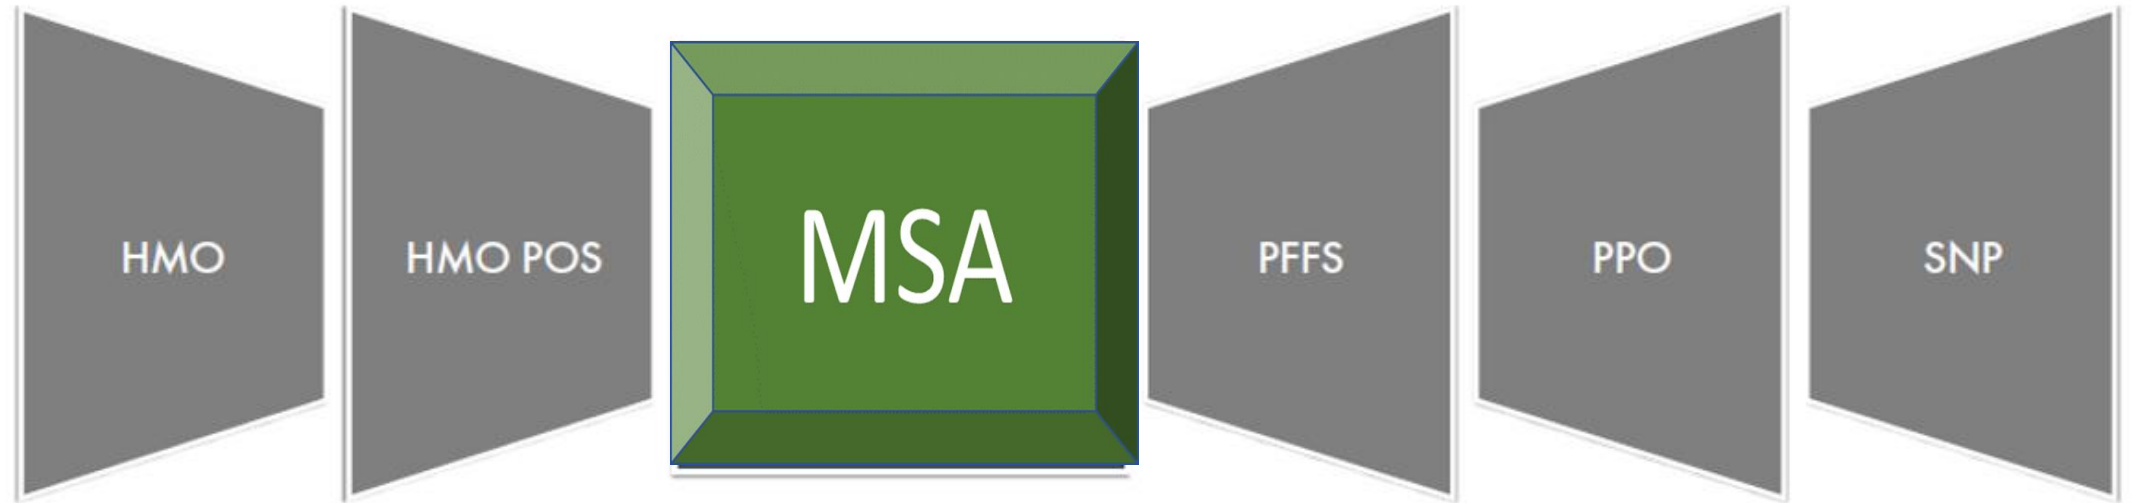 HMO
HMO POS
MSA
PFFS
PPO
SNP